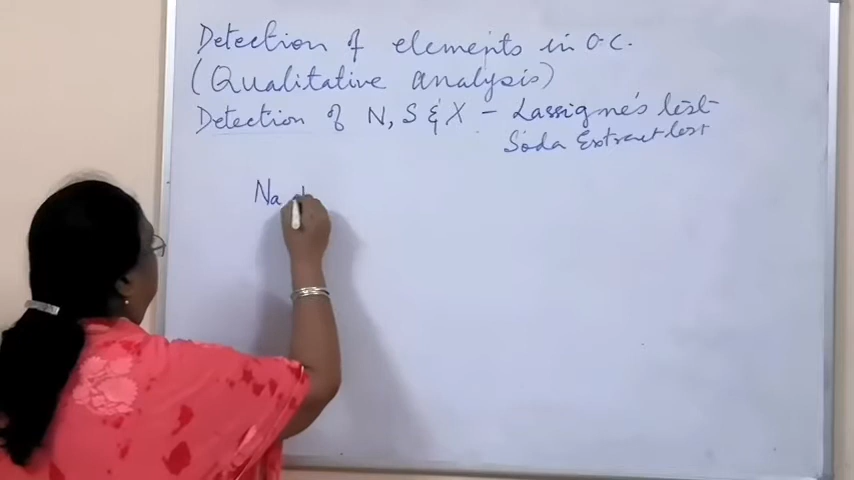 Detection of elements in O.C.
(Qualitative analysis)
Detection of N, S & X - Lassigne's test
Soda Extract test
Na +